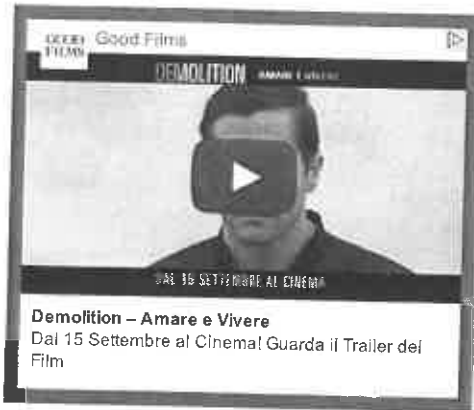 GOOD
FILMS
Good Films
DEMOLITION AMARE E VIVERE
DAL 15 SETTEMBRE AL CINEMA
Demolition – Amare e Vivere
Dal 15 Settembre al Cinema! Guarda il Trailer del
Film